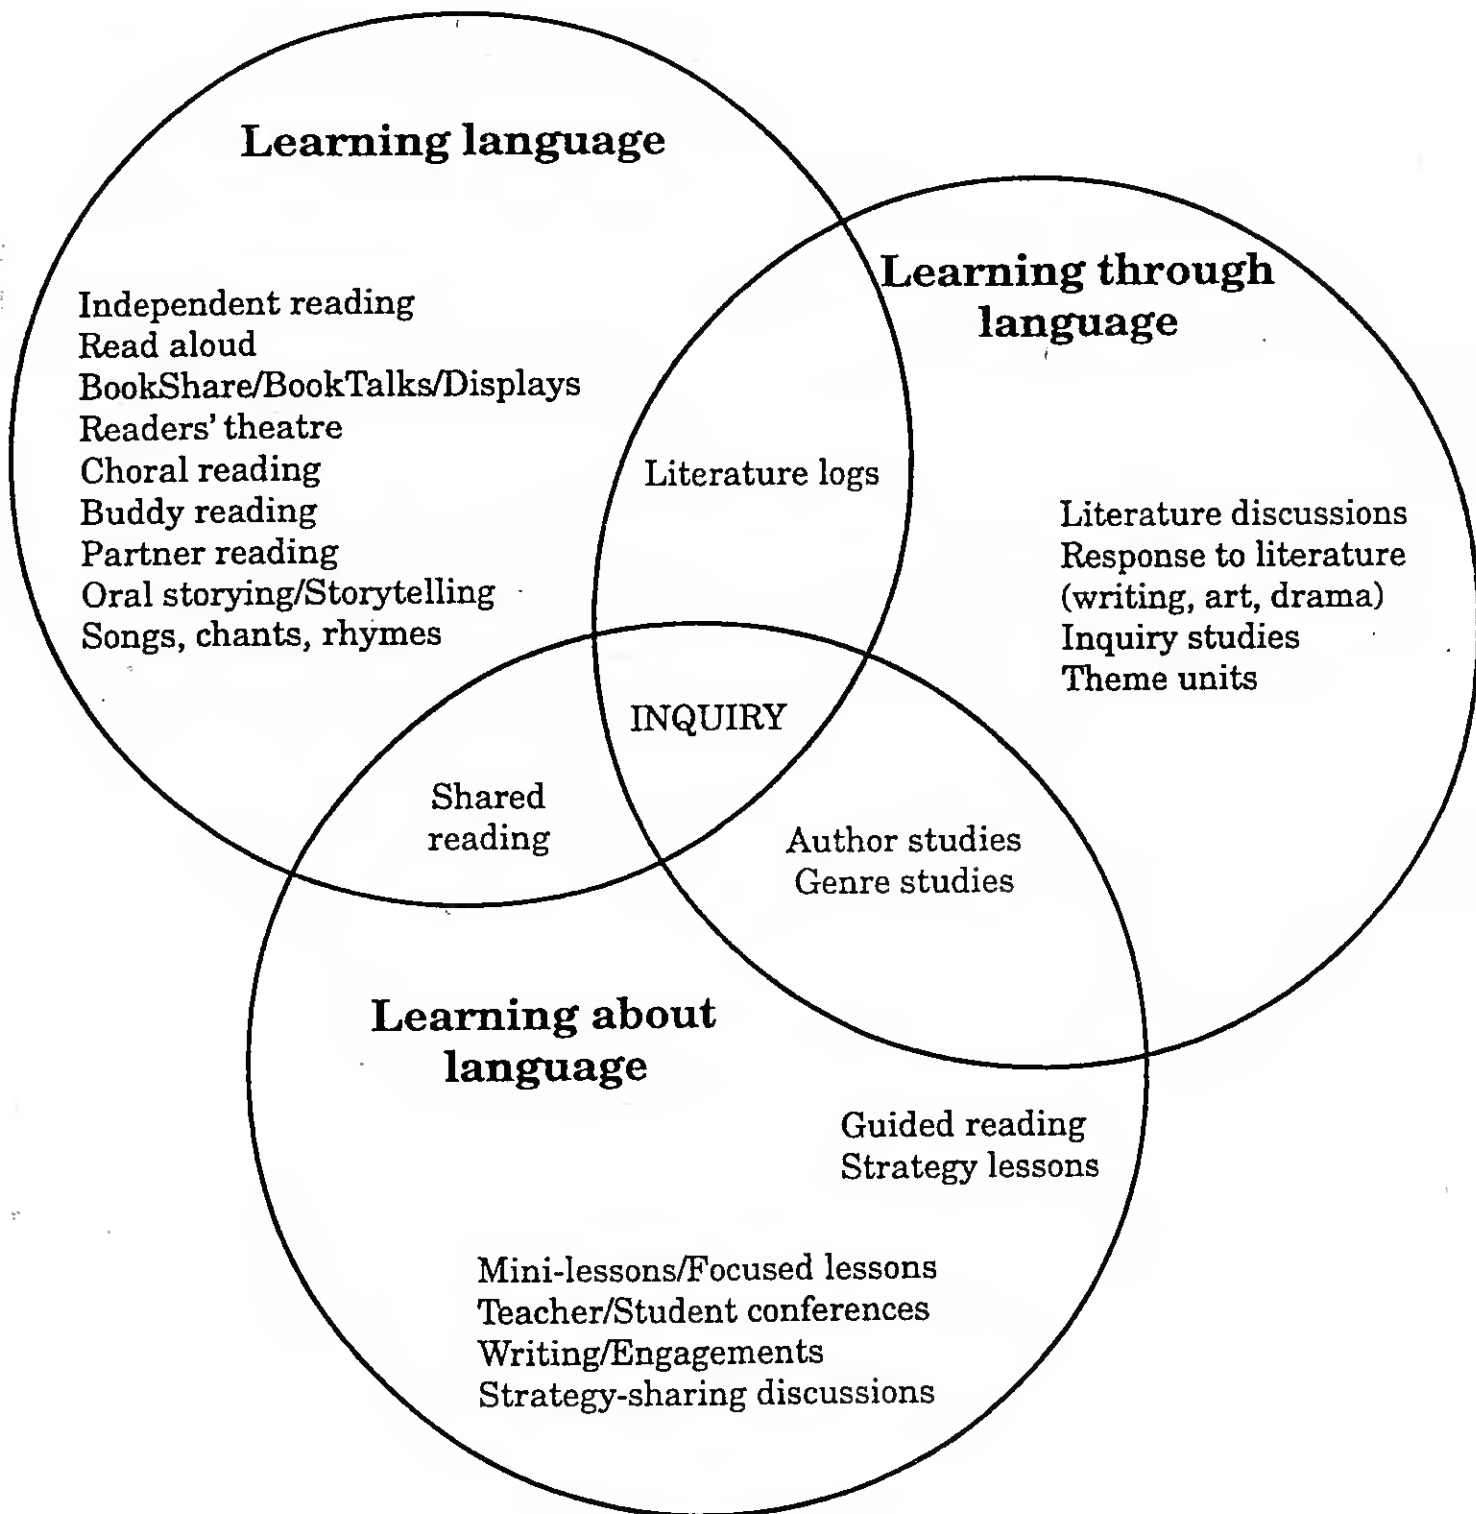 Learning language
Independent reading
Read aloud
BookShare/BookTalks/Displays
Readers' theatre
Choral reading
Buddy reading
Partner reading
Oral storying/Storytelling
Songs, chants, rhymes
Learning through
language
Literature logs
Literature discussions
Response to literature
(writing, art, drama)
Inquiry studies
Theme units
INQUIRY
Shared
reading
Author studies
Genre studies
Learning about
language
Guided reading
Strategy lessons
Mini-lessons/Focused lessons
Teacher/Student conferences
Writing/Engagements
Strategy-sharing discussions